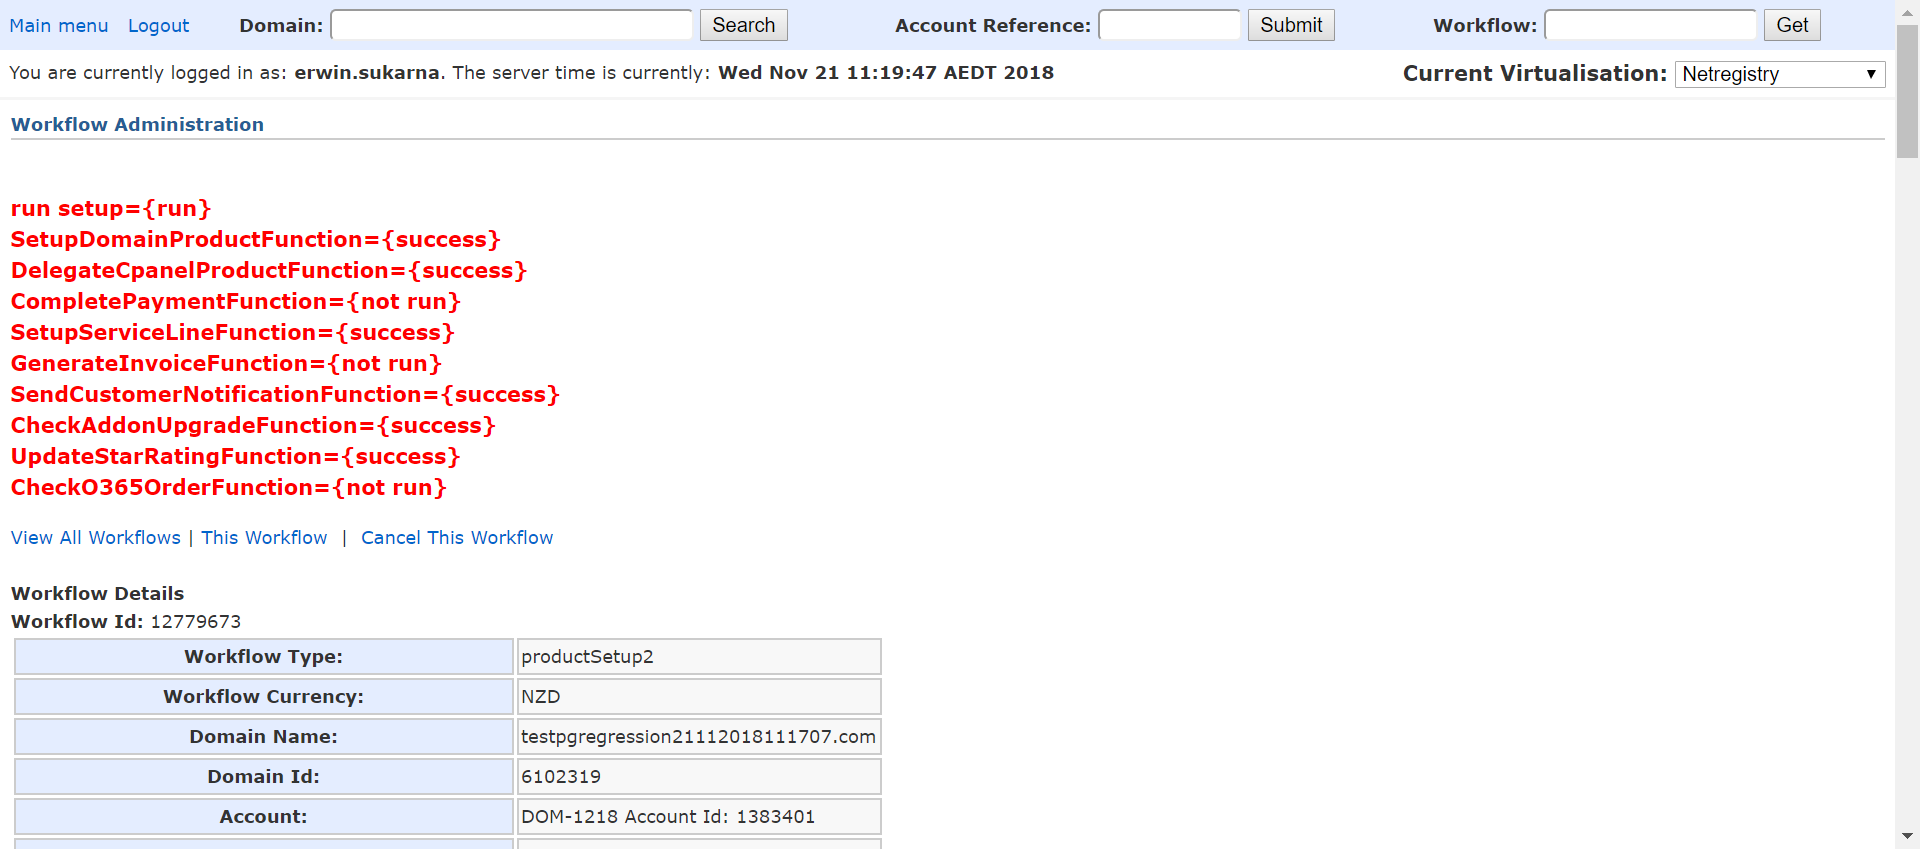 Main menu Logout Domain: Search Account Reference: Submit Workflow: Get
You are currently logged in as: erwin.sukarna. The server time is currently: Wed Nov 21 11:19:47 AEDT 2018 Current Virtualisation: Netregistry
Workflow Administration
run setup={run}
SetupDomainProductFunction={success}
DelegateCpanelProductFunction={success}
CompletePaymentFunction={not run}
SetupServiceLineFunction={success}
GenerateInvoiceFunction={not run}
SendCustomerNotificationFunction={success}
CheckAddonUpgradeFunction={success}
UpdateStarRatingFunction={success}
CheckO365OrderFunction={not run}
View All Workflows | This Workflow | Cancel This Workflow
Workflow Details
Workflow Id: 12779673
Workflow Type: productSetup2
Workflow Currency: NZD
Domain Name: testpgregression21112018111707.com
Domain Id: 6102319
Account: DOM-1218 Account Id: 1383401